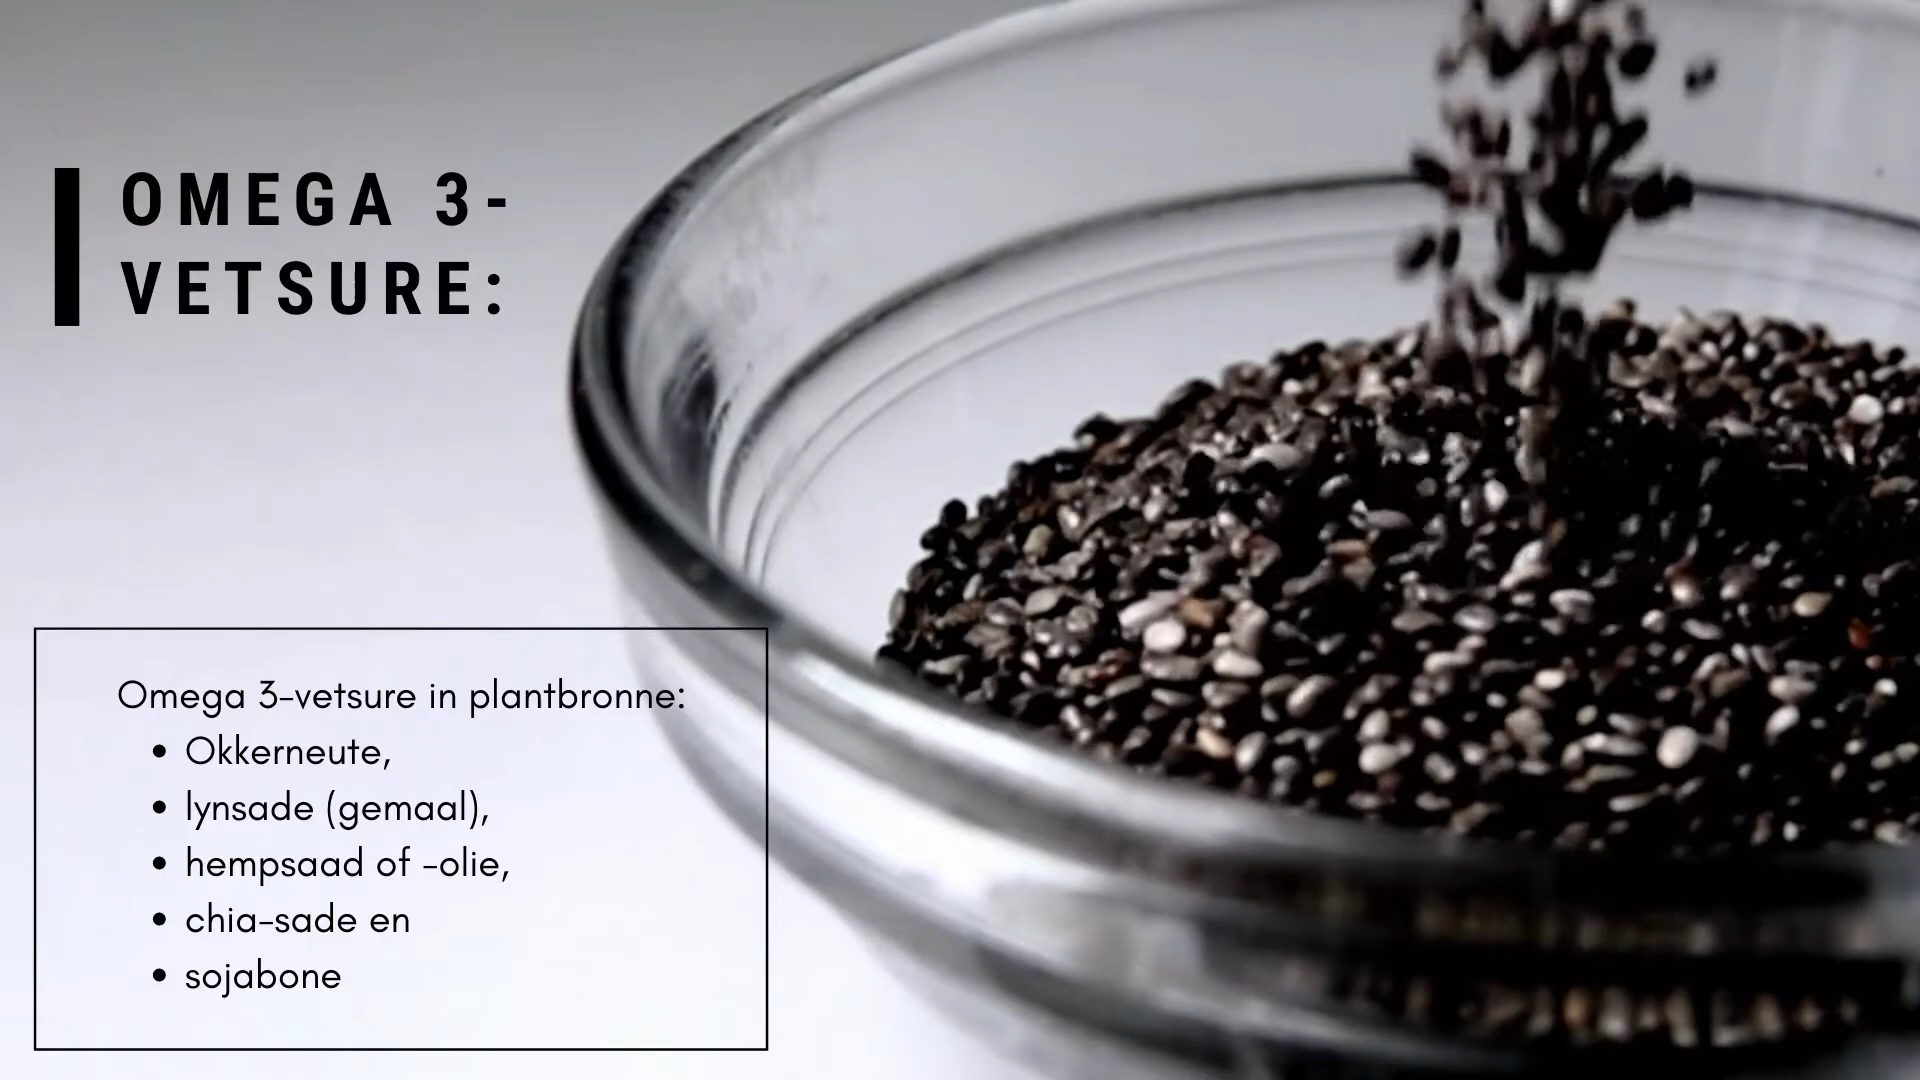 OMEGA 3-
VETSURE:
Omega 3-vetsure in plantbronne:
• Okkerneute,
• lynsade (gemaal),
• hempsaad of -olie,
• chia-sade en
• sojabone